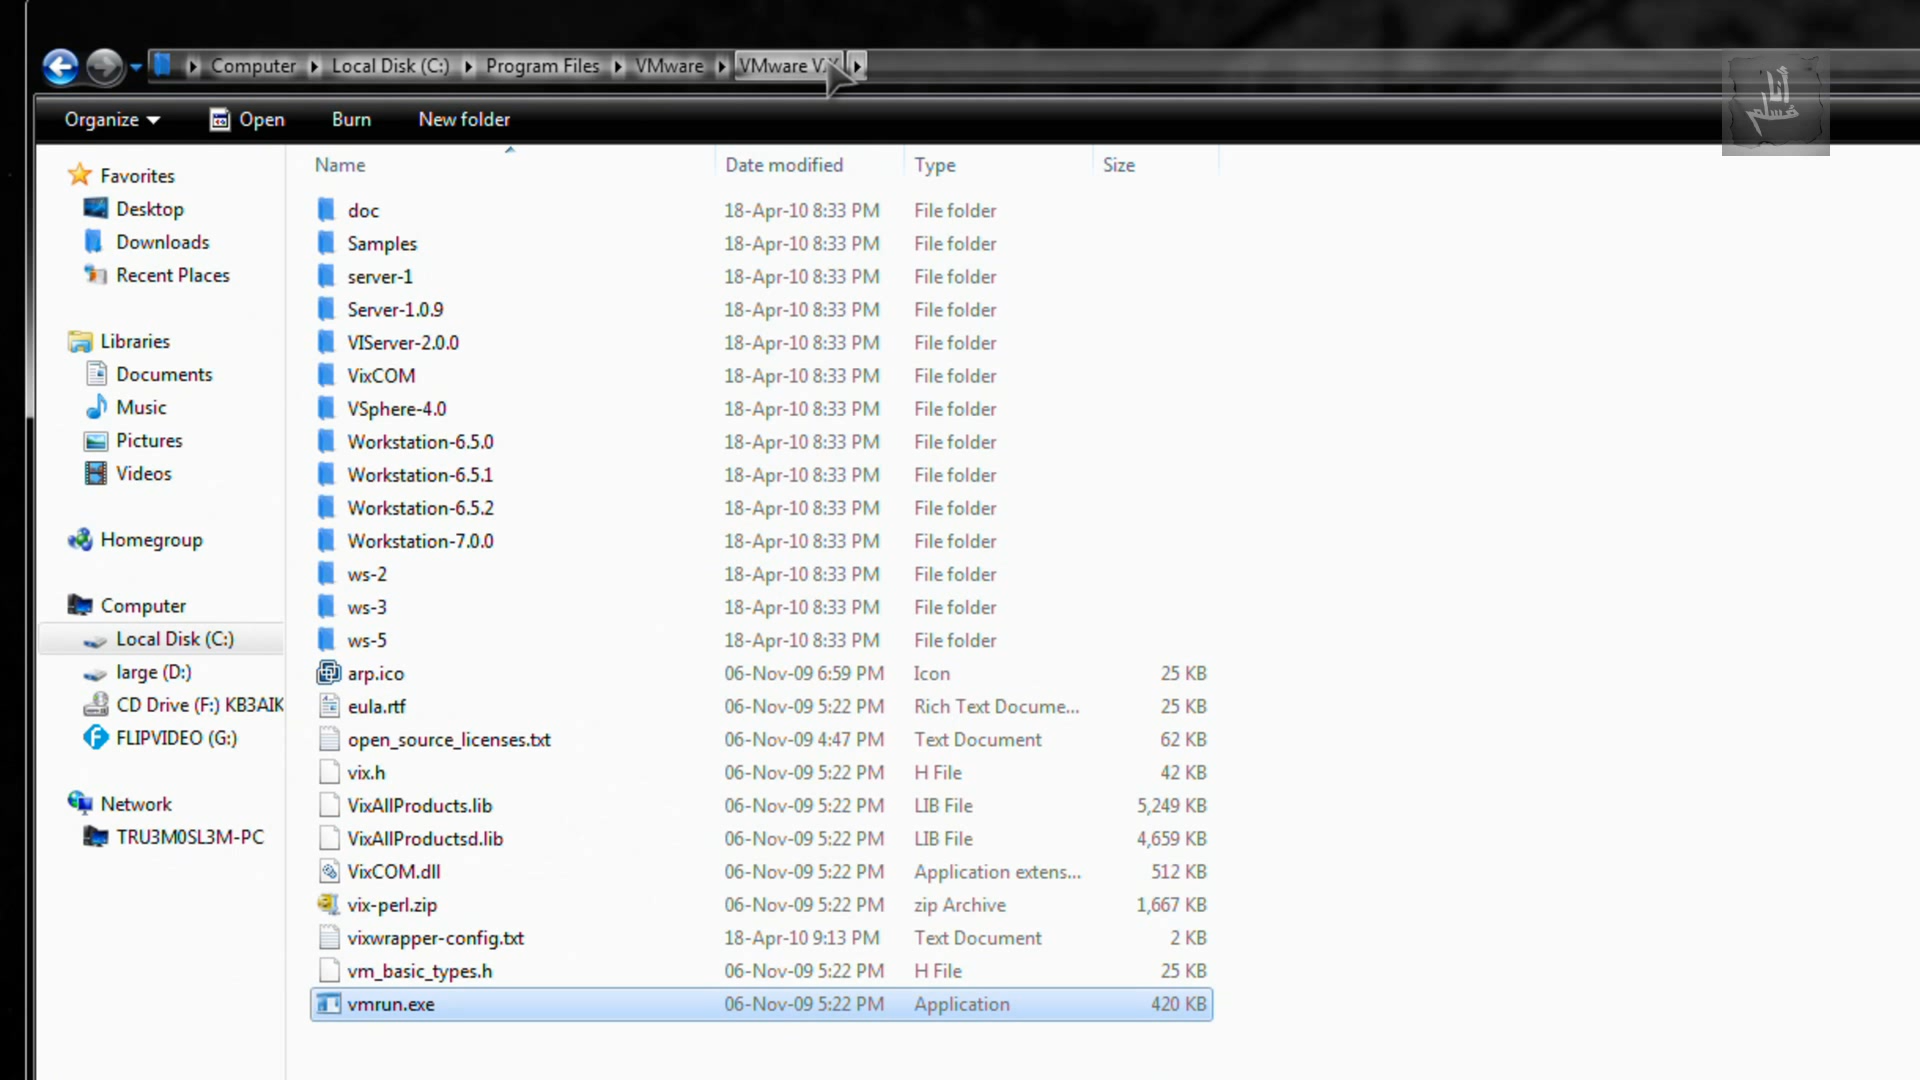 Computer Local Disk (C:) Program Files VMware VMware
Organize Open Burn New folder
أنا
مسلم
Name Date modified Type Size
Favorites
Desktop
Downloads
Recent Places
Libraries
Documents
Music
Pictures
Videos
Homegroup
Computer
Local Disk (C:)
large (D:)
CD Drive (F:) KB3AIK
FLIPVIDEO (G:)
Network
TRU3M0SL3M-PC
doc 18-Apr-10 8:33 PM File folder
Samples 18-Apr-10 8:33 PM File folder
server-1 18-Apr-10 8:33 PM File folder
Server-1.0.9 18-Apr-10 8:33 PM File folder
VIServer-2.0.0 18-Apr-10 8:33 PM File folder
VixCOM 18-Apr-10 8:33 PM File folder
VSphere-4.0 18-Apr-10 8:33 PM File folder
Workstation-6.5.0 18-Apr-10 8:33 PM File folder
Workstation-6.5.1 18-Apr-10 8:33 PM File folder
Workstation-6.5.2 18-Apr-10 8:33 PM File folder
Workstation-7.0.0 18-Apr-10 8:33 PM File folder
ws-2 18-Apr-10 8:33 PM File folder
ws-3 18-Apr-10 8:33 PM File folder
ws-5 18-Apr-10 8:33 PM File folder
arp.ico 06-Nov-09 6:59 PM Icon 25 KB
eula.rtf 06-Nov-09 5:22 PM Rich Text Docume... 25 KB
open_source_licenses.txt 06-Nov-09 4:47 PM Text Document 62 KB
vix.h 06-Nov-09 5:22 PM H File 42 KB
VixAllProducts.lib 06-Nov-09 5:22 PM LIB File 5,249 KB
VixAllProductsd.lib 06-Nov-09 5:22 PM LIB File 4,659 KB
VixCOM.dll 06-Nov-09 5:22 PM Application extens... 512 KB
vix-perl.zip 06-Nov-09 5:22 PM zip Archive 1,667 KB
vixwrapper-config.txt 18-Apr-10 9:13 PM Text Document 2 KB
vm_basic_types.h 06-Nov-09 5:22 PM H File 25 KB
vmrun.exe 06-Nov-09 5:22 PM Application 420 KB